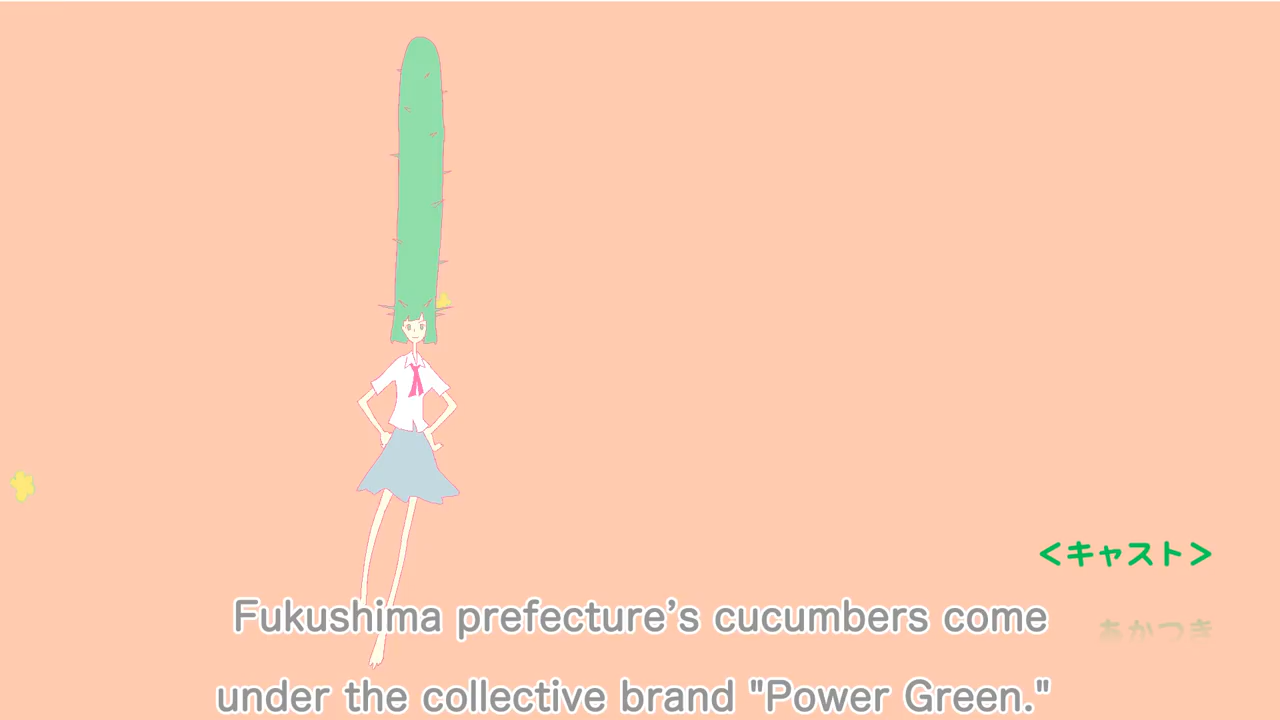 <キャスト>
あかつき
Fukushima prefecture's cucumbers come
under the collective brand "Power Green."